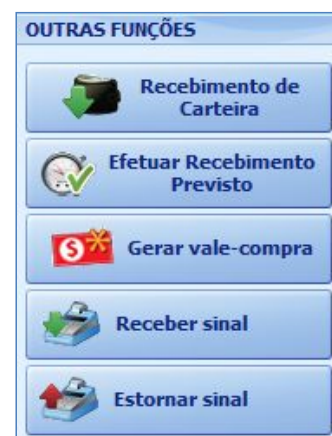 OUTRAS FUNÇÕES
Recebimento de
Carteira
Efetuar Recebimento
Previsto
Gerar vale-compra
Receber sinal
Estornar sinal